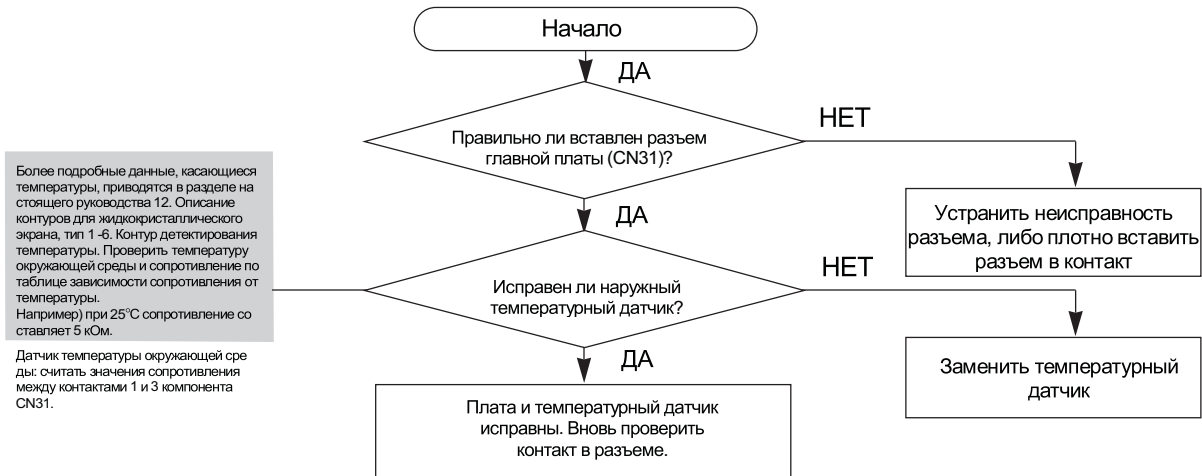 Начало
ДА
НЕТ
Правильно ли вставлен разъем
главной платы (CN31)?
Более подробные данные, касающиеся
температуры, приводятся в разделе на
стоящего руководства 12. Описание
контуров для жидкокристаллического
экрана, тип 1 -6. Контур детектирования
температуры. Проверить температуру
окружающей среды и сопротивление по
таблице зависимости сопротивления от
температуры.
Например) при 25°С сопротивление со
ставляет 5 кОм.
Датчик температуры окружающей сре
ды: считать значения сопротивления
между контактами 1 и 3 компонента
CN31.
ДА
Устранить неисправность
разъема, либо плотно вставить
разъем в контакт
НЕТ
Исправен ли наружный
температурный датчик?
ДА
Заменить температурный
датчик
Плата и температурный датчик
исправны. Вновь проверить
контакт в разъеме.